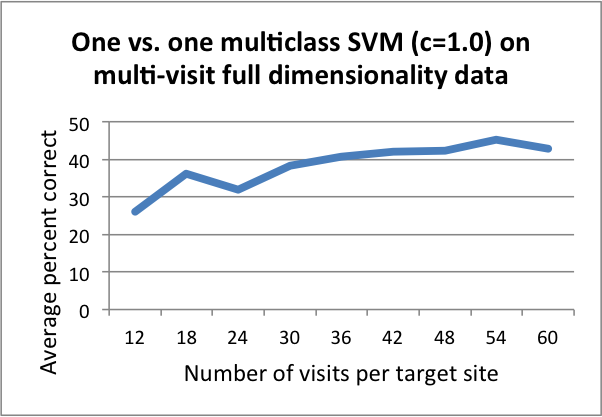 One vs. one multiclass SVM (c=1.0) on
multi-visit full dimensionality data
Average percent correct
50
40
30
20
10
0
12 18 24 30 36 42 48 54 60
Number of visits per target site